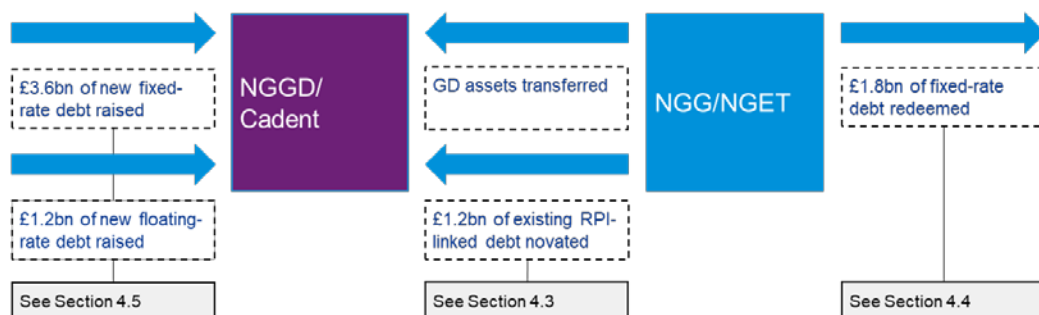 £3.6bn of new fixed-
rate debt raised
£1.2bn of new floating-
rate debt raised
See Section 4.5
NGGD/
Cadent
GD assets transferred
£1.2bn of existing RPI-
linked debt novated
See Section 4.3
NGG/NGET
£1.8bn of fixed-rate
debt redeemed
See Section 4.4